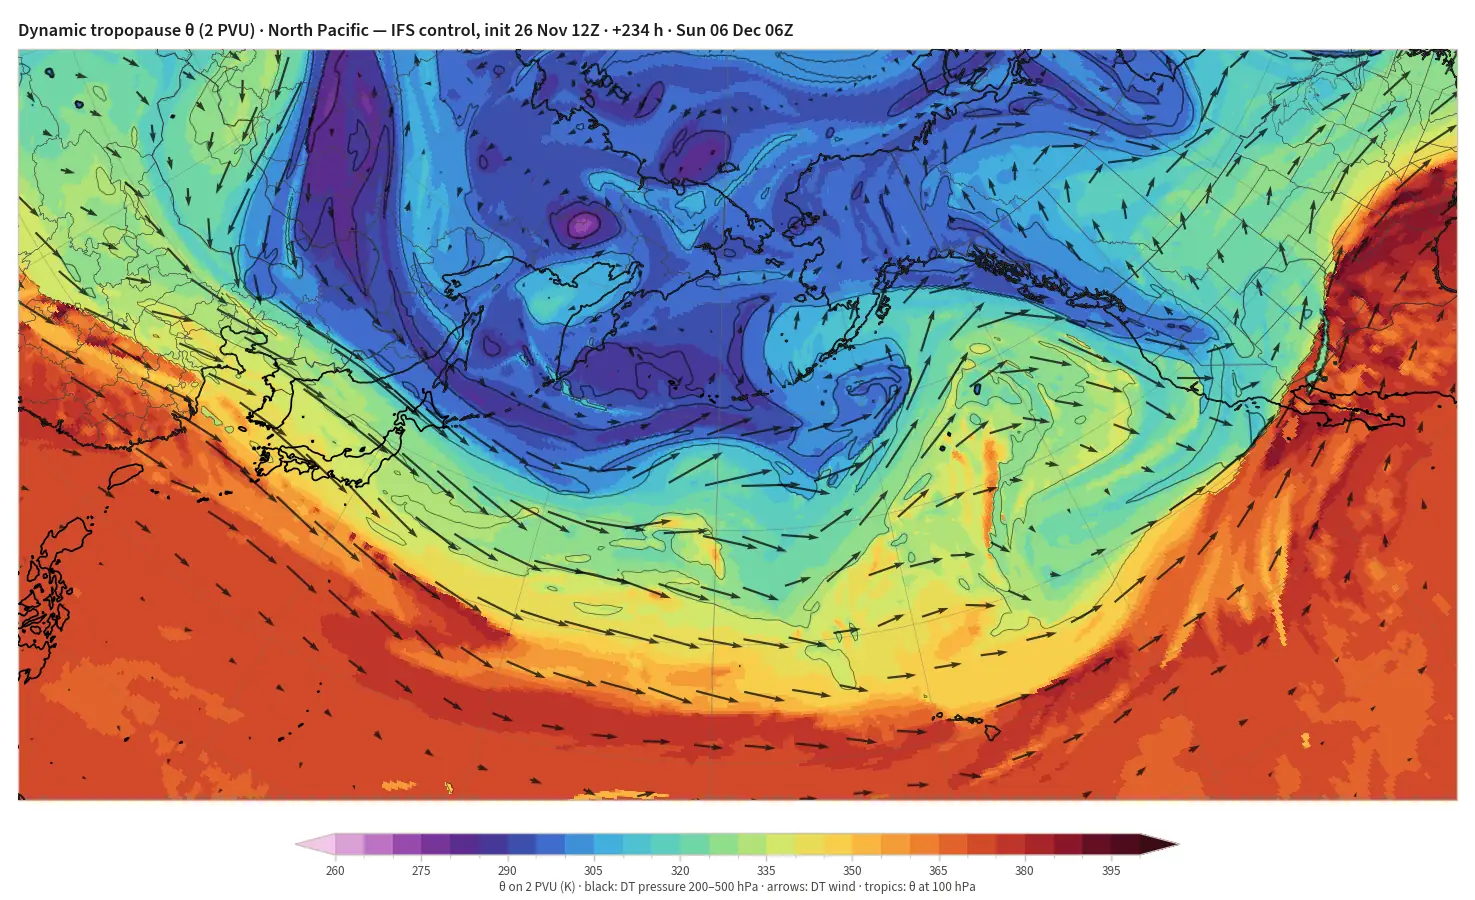 Dynamic tropopause θ (2 PVU) · North Pacific — IFS control, init 26 Nov 12Z · +234 h · Sun 06 Dec 06Z
260 275 290 305 320 335 350 365 380 395
θ on 2 PVU (K) · black: DT pressure 200–500 hPa · arrows: DT wind · tropics: θ at 100 hPa